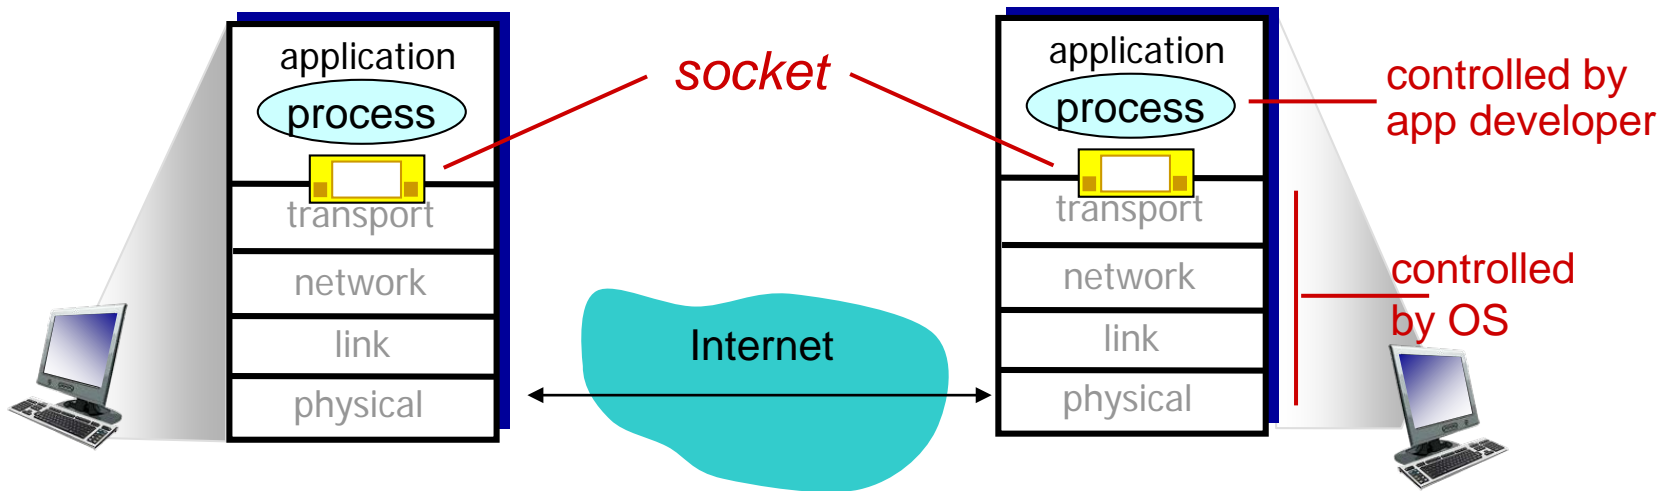 application
process
transport
network
link
physical
socket
Internet
application
process
transport
network
link
physical
controlled by
app developer
controlled
by OS